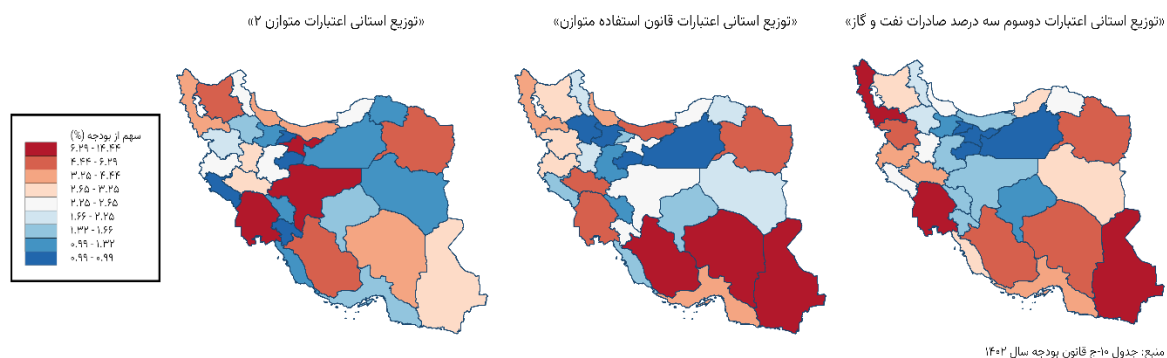 «توزیع استانی اعتبارات دوسوم سه درصد صادرات نفت و گاز»
«توزیع استانی اعتبارات قانون استفاده متوازن»
«توزیع استانی اعتبارات متوازن ۲»
سهم از بودجه (%)
۶.۲۹ - ۱۴.۴۴
۴.۴۴ - ۶.۲۹
۳.۲۵ - ۴.۴۴
۲.۶۵ - ۳.۲۵
۲.۲۵ - ۲.۶۵
۱.۶۶ - ۲.۲۵
۱.۳۲ - ۱.۶۶
۰.۹۹ - ۱.۳۲
۰.۹۹ - ۰.۹۹
منبع: جدول ۱۰-ج قانون بودجه سال ۱۴۰۲